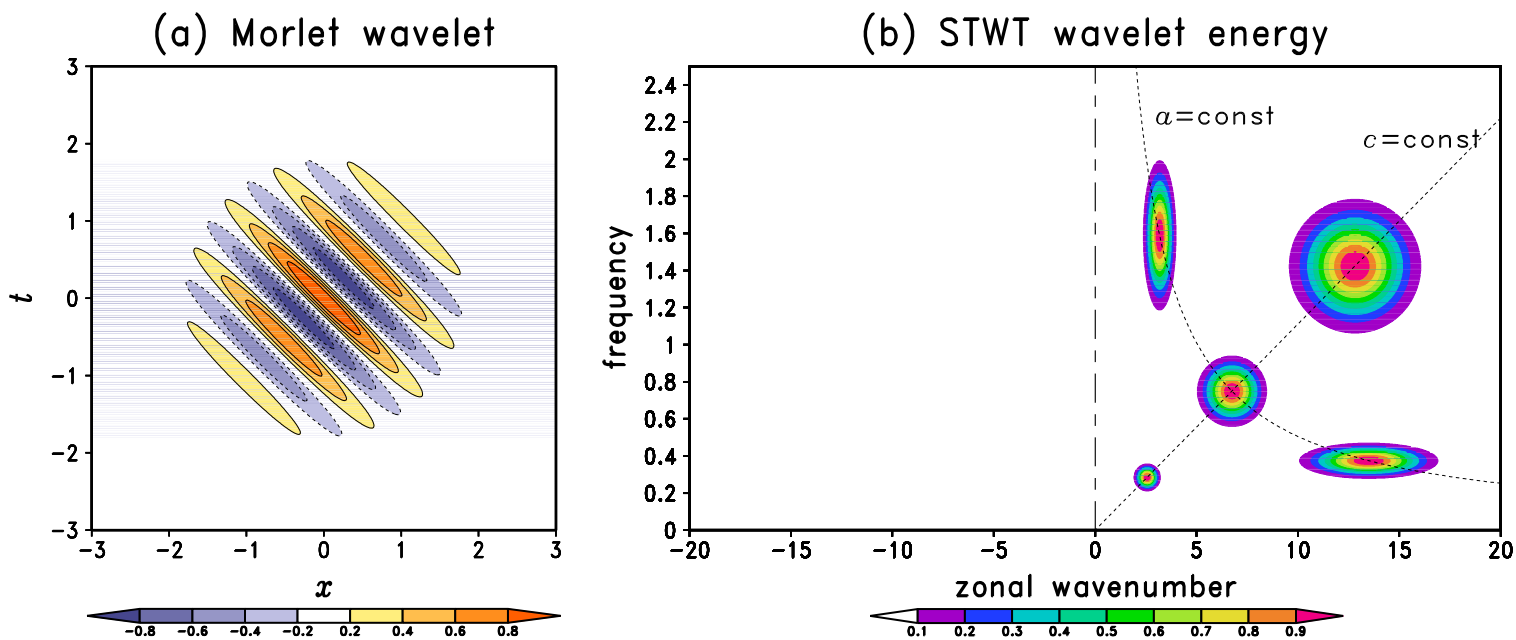 (a) Morlet wavelet
3
2
1
0
−1
−2
−3
t
−3 −2 −1 0 1 2 3
x
−0.8 −0.6 −0.4 −0.2 0.2 0.4 0.6 0.8
(b) STWT wavelet energy
2.4
2.2
2
1.8
1.6
1.4
1.2
1
0.8
0.6
0.4
0.2
0
frequency
a=const
c=const
−20 −15 −10 −5 0 5 10 15 20
zonal wavenumber
0.1 0.2 0.3 0.4 0.5 0.6 0.7 0.8 0.9